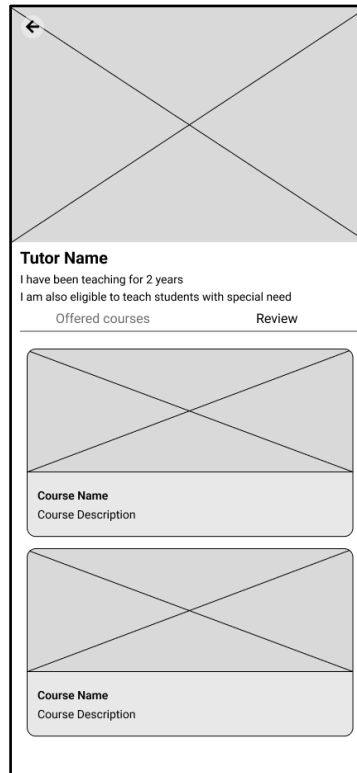 Tutor Name
I have been teaching for 2 years
I am also eligible to teach students with special need
Offered courses Review
Course Name
Course Description
Course Name
Course Description